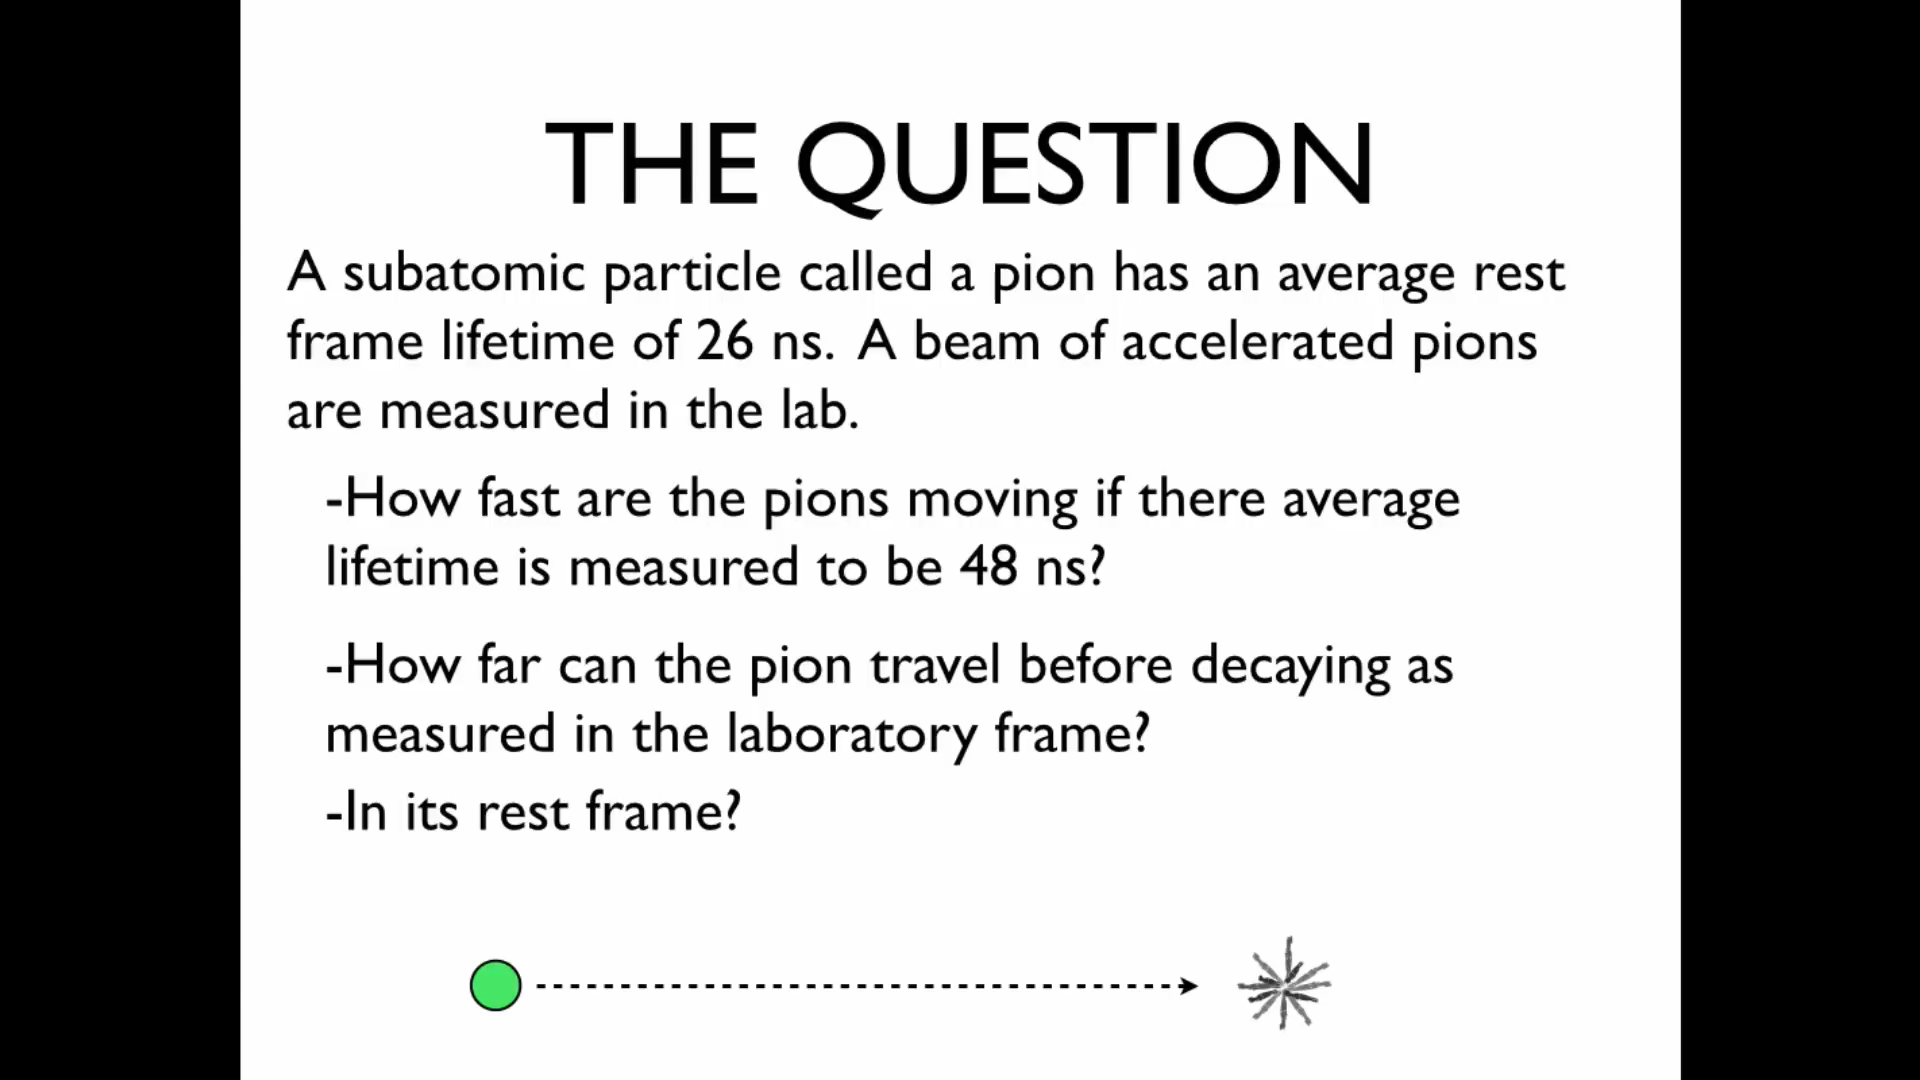 THE QUESTION
A subatomic particle called a pion has an average rest
frame lifetime of 26 ns. A beam of accelerated pions
are measured in the lab.
-How fast are the pions moving if there average
lifetime is measured to be 48 ns?
-How far can the pion travel before decaying as
measured in the laboratory frame?
-In its rest frame?